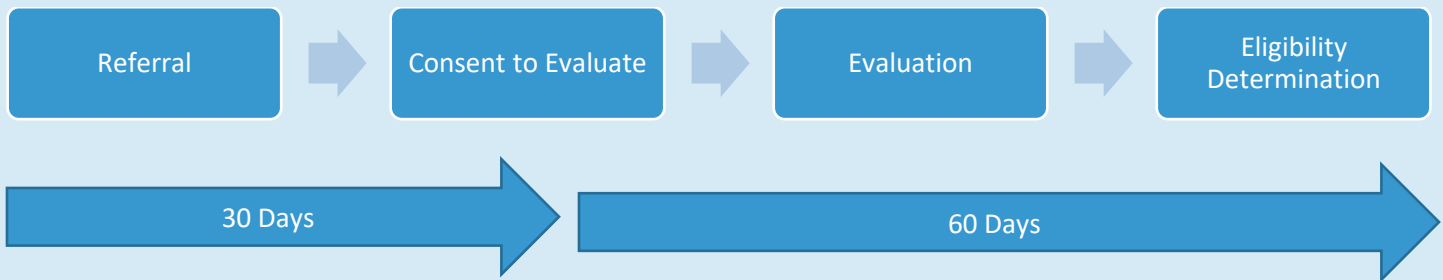 Referral
Consent to Evaluate
Evaluation
Eligibility
Determination
30 Days
60 Days